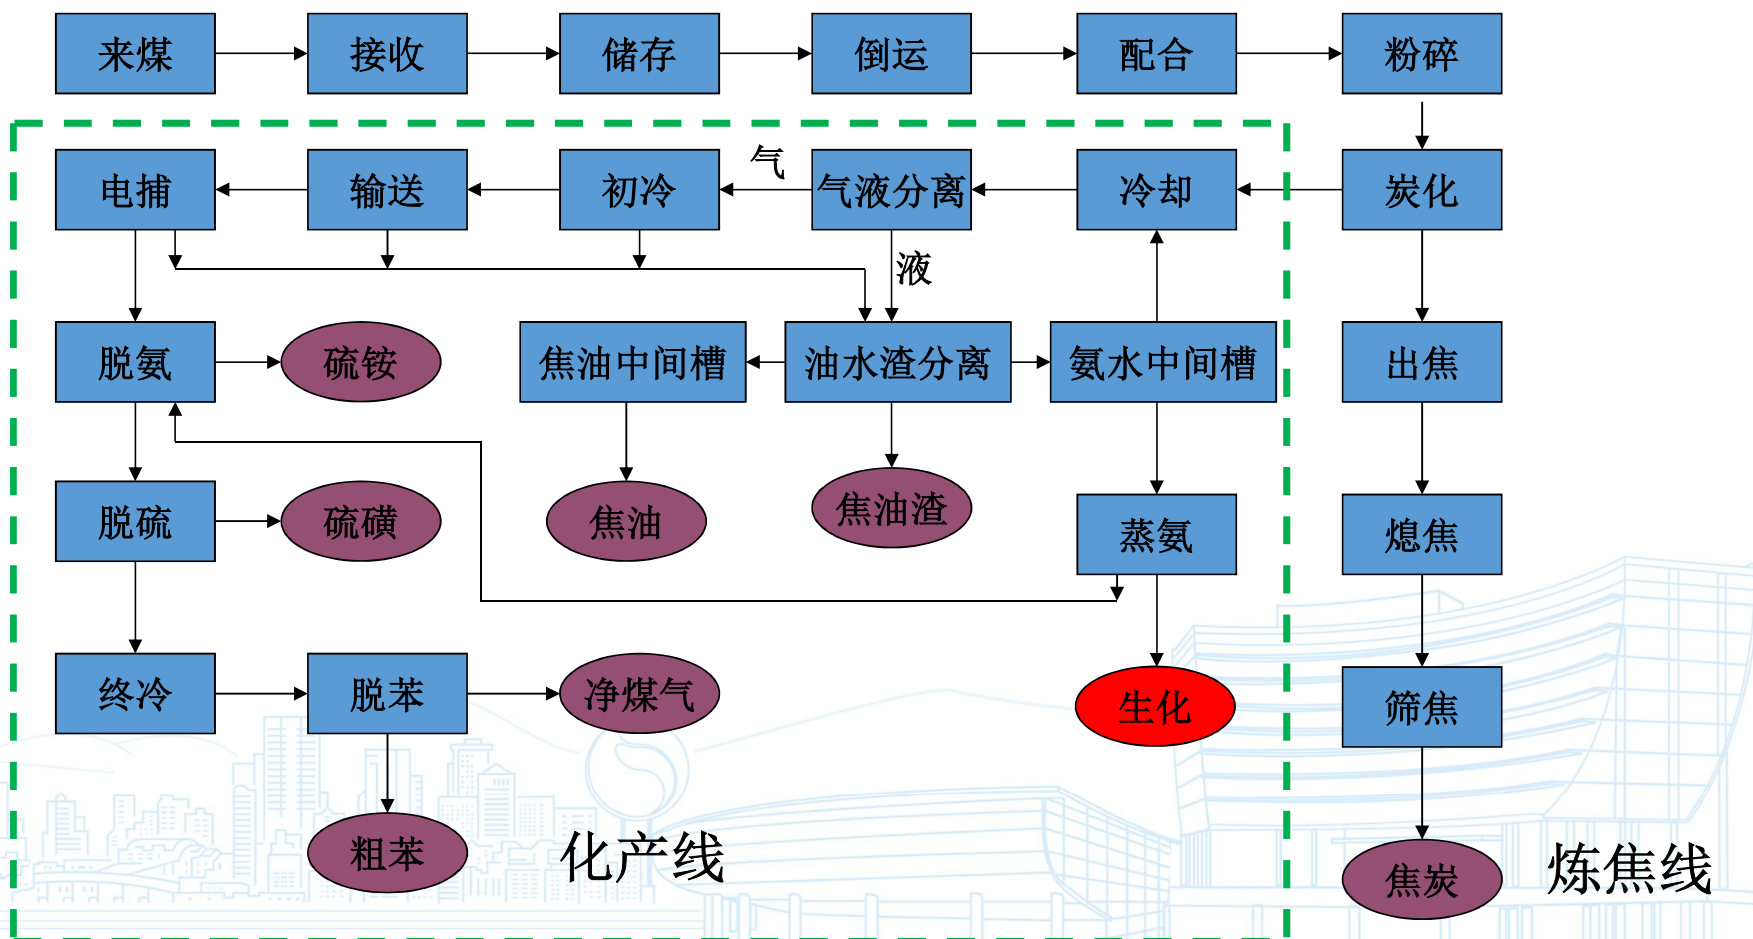 来煤
接收
储存
倒运
配合
粉碎
电捕
输送
初冷
气
气液分离
冷却
炭化
液
脱氨
硫铵
焦油中间槽
油水渣分离
氨水中间槽
出焦
脱硫
硫磺
焦油
焦油渣
蒸氨
熄焦
终冷
脱苯
净煤气
生化
筛焦
粗苯
化产线
焦炭
炼焦线